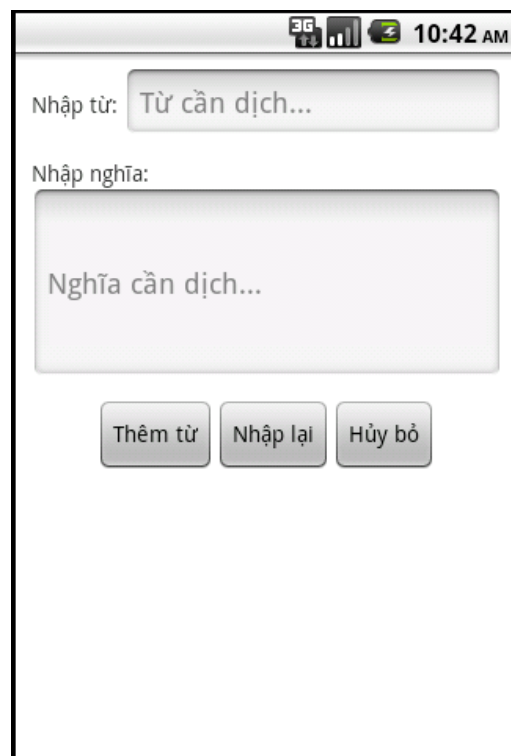 3G 10:42 AM
Nhập từ: Từ cần dịch...
Nhập nghĩa:
Nghĩa cần dịch...
Thêm từ Nhập lại Hủy bỏ